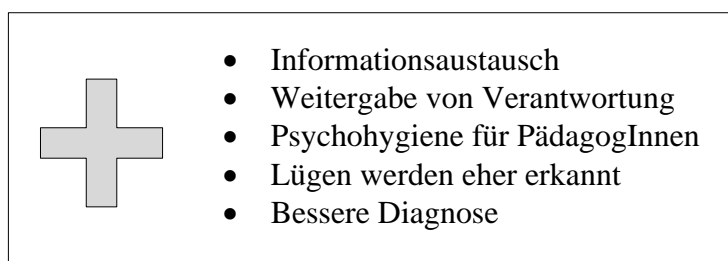 • Informationsaustausch
• Weitergabe von Verantwortung
• Psychohygiene für PädagogInnen
• Lügen werden eher erkannt
• Bessere Diagnose